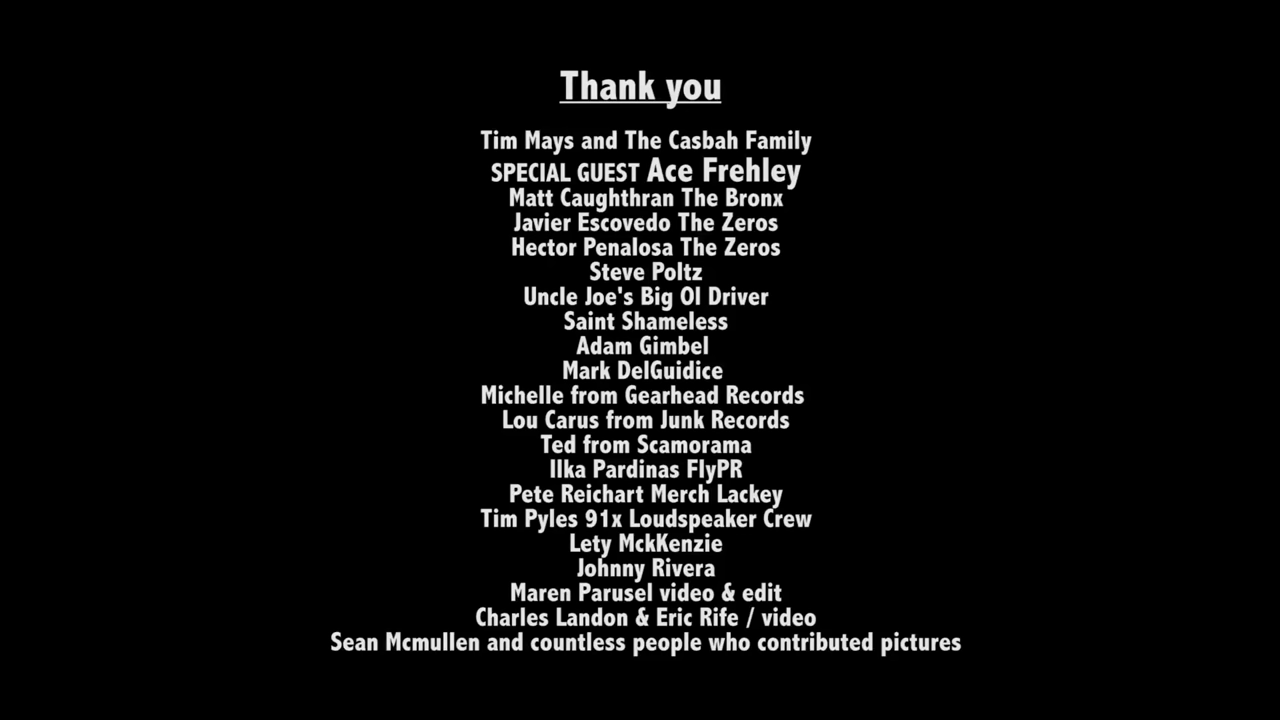 Thank you
Tim Mays and The Casbah Family
SPECIAL GUEST Ace Frehley
Matt Caughthran The Bronx
Javier Escovedo The Zeros
Hector Penalosa The Zeros
Steve Poltz
Uncle Joe's Big Ol Driver
Saint Shameless
Adam Gimbel
Mark DelGuidice
Michelle from Gearhead Records
Lou Carus from Junk Records
Ted from Scamorama
Ilka Pardinas FlyPR
Pete Reichart Merch Lackey
Tim Pyles 91x Loudspeaker Crew
Lety MckKenzie
Johnny Rivera
Maren Parusel video & edit
Charles Landon & Eric Rife / video
Sean Mcmullen and countless people who contributed pictures